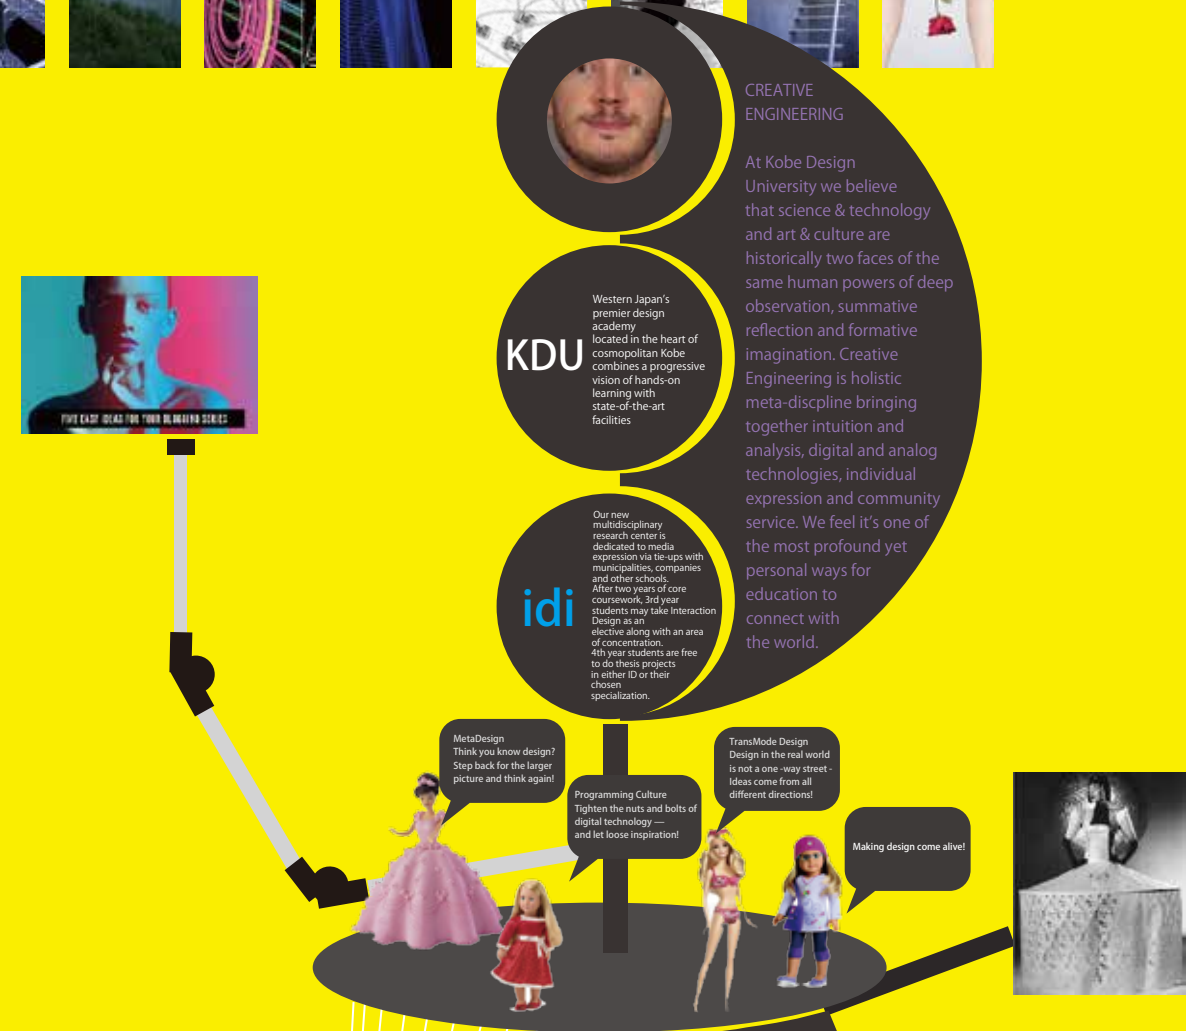 CREATIVE
ENGINEERING
At Kobe Design
University we believe
that science & technology
and art & culture are
historically two faces of the
same human powers of deep
observation, summative
reflection and formative
imagination. Creative
Engineering is holistic
meta-discpline bringing
together intuition and
analysis, digital and analog
technologies, individual
expression and community
service. We feel it's one of
the most profound yet
personal ways for
education to
connect with
the world.
KDU
Western Japan's
premier design
academy
located in the heart of
cosmopolitan Kobe
combines a progressive
vision of hands-on
learning with
state-of-the-art
facilities
FIVE EASY IDEAS FOR YOUR BLOGGING SERIES
idi
Our new
multidisciplinary
research center is
dedicated to media
expression via tie-ups with
municipalities, companies
and other schools.
After two years of core
coursework, 3rd year
students may take Interaction
Design as an
elective along with an area
of concentration.
4th year students are free
to do thesis projects
in either ID or their
chosen
specialization.
MetaDesign
Think you know design?
Step back for the larger
picture and think again!
Programming Culture
Tighten the nuts and bolts of
digital technology —
and let loose inspiration!
TransMode Design
Design in the real world
is not a one -way street -
Ideas come from all
different directions!
Making design come alive!